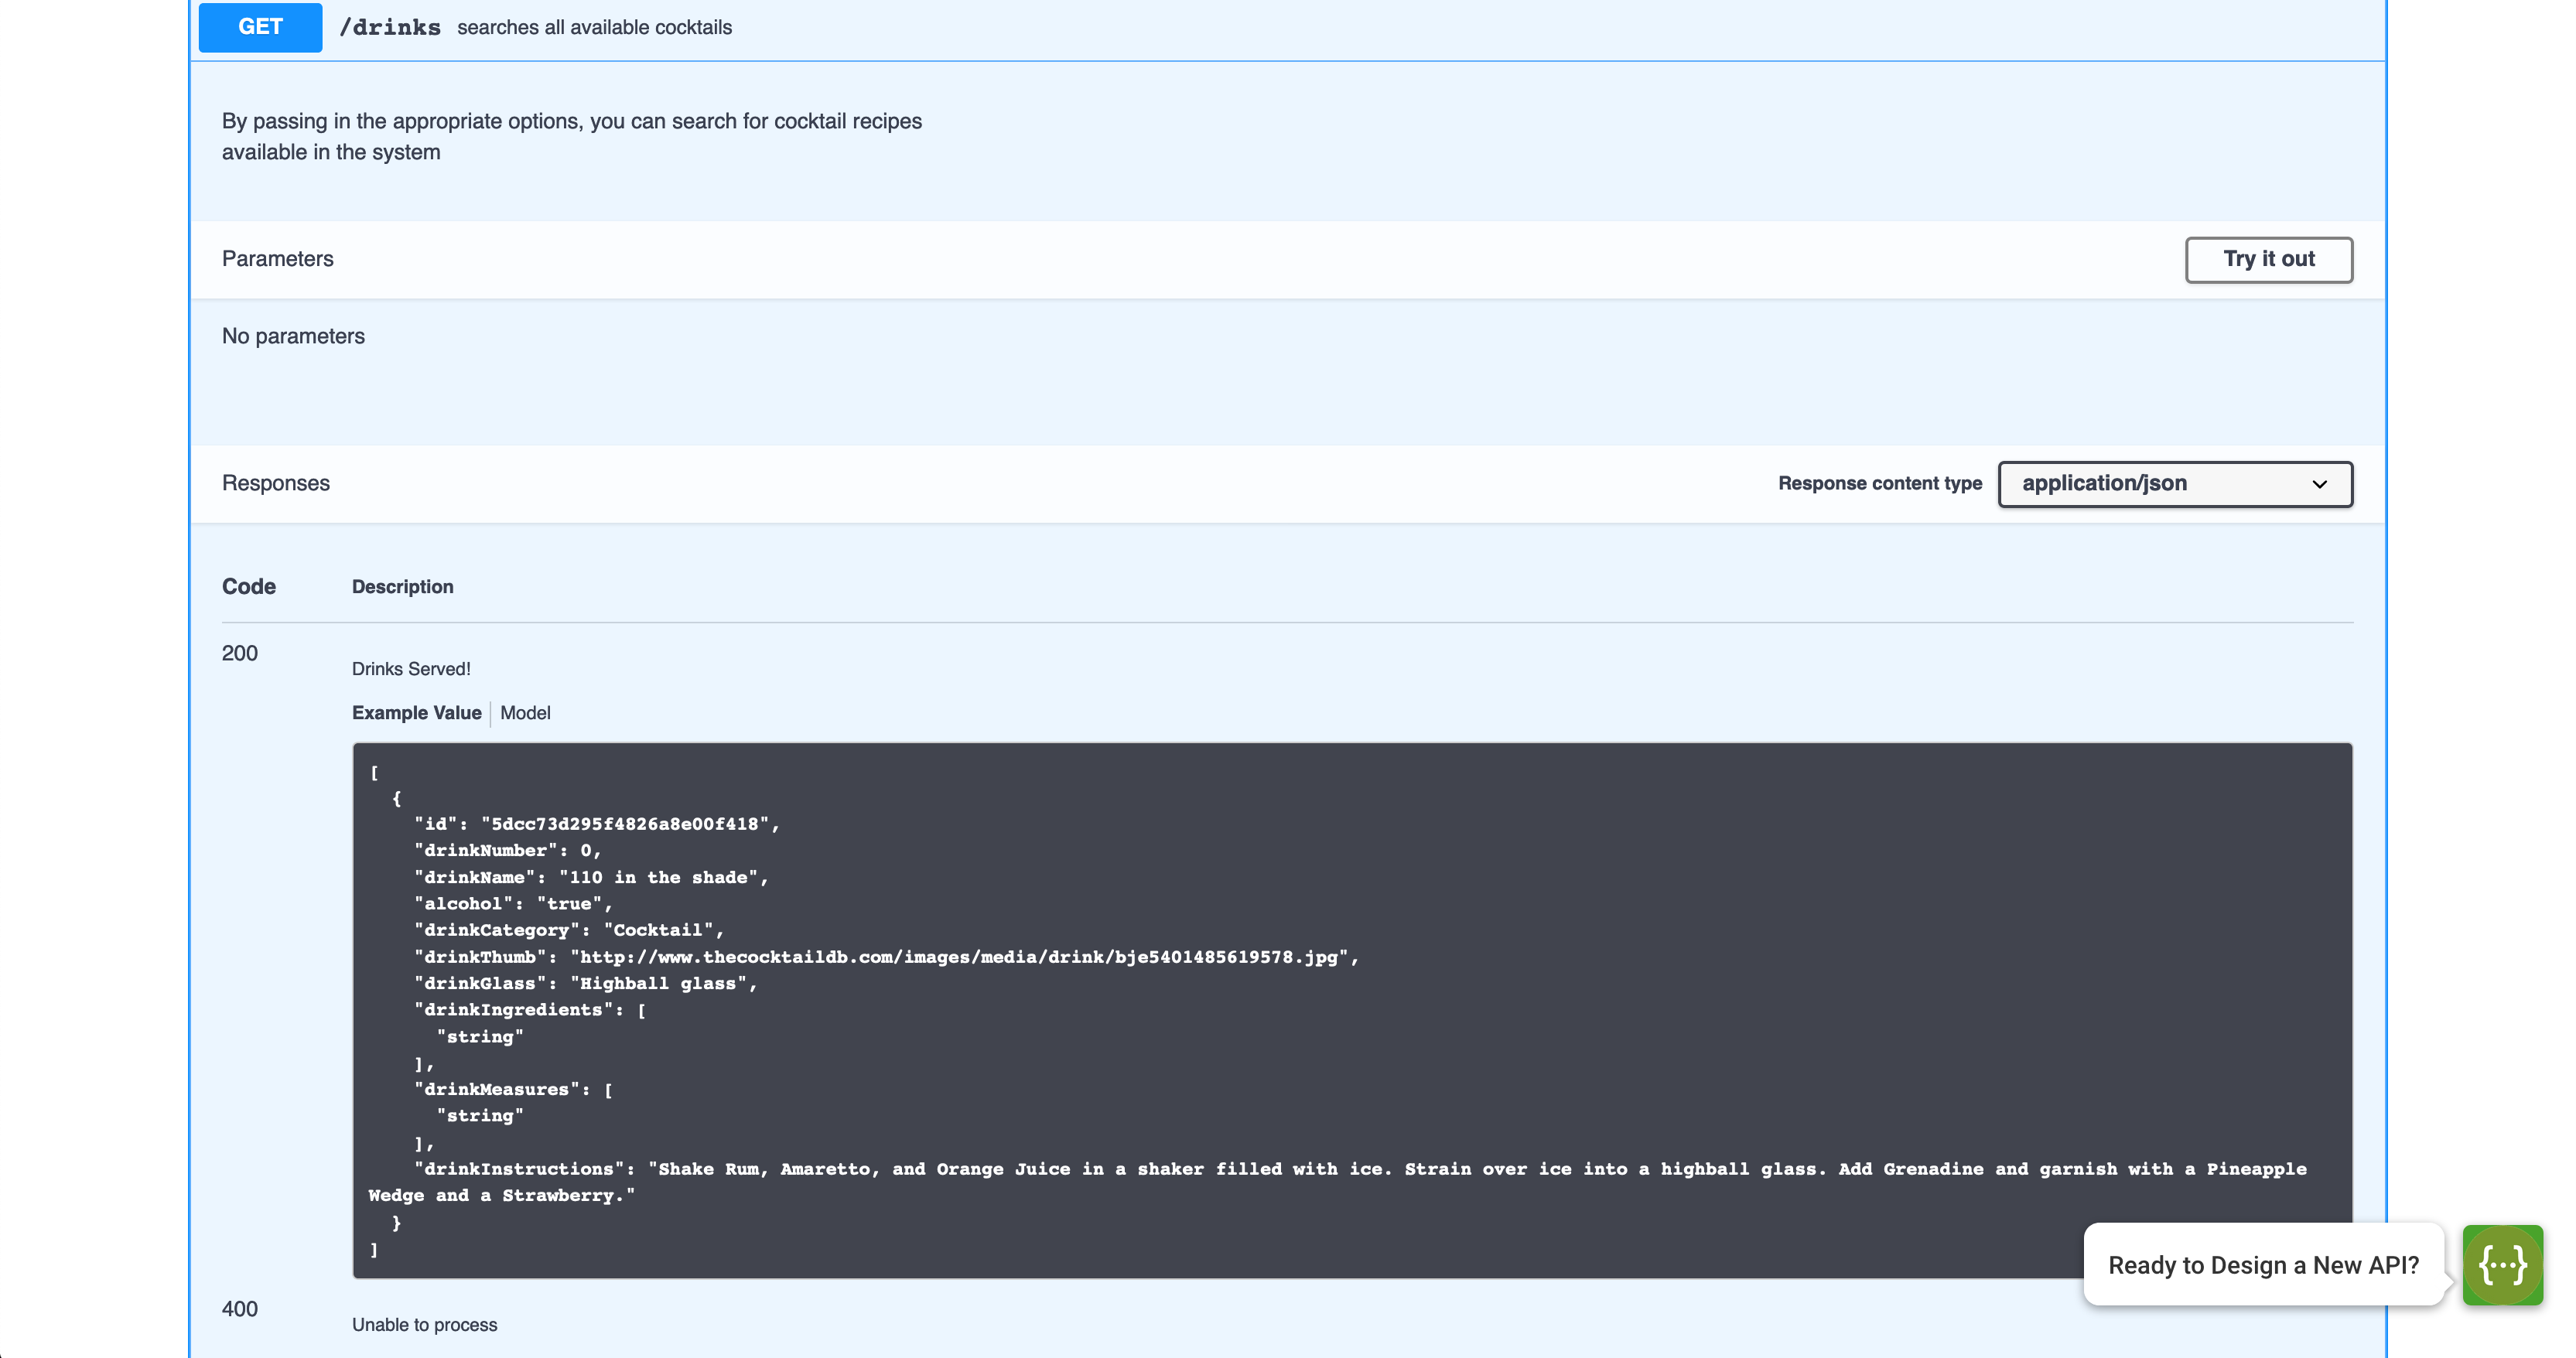 GET /drinks searches all available cocktails
By passing in the appropriate options, you can search for cocktail recipes
available in the system
Parameters
Try it out
No parameters
Responses
Response content type application/json
Code Description
200
Drinks Served!
Example Value Model
[
  {
    "id": "5dcc73d295f4826a8e00f418",
    "drinkNumber": 0,
    "drinkName": "110 in the shade",
    "alcohol": "true",
    "drinkCategory": "Cocktail",
    "drinkThumb": "http://www.thecocktaildb.com/images/media/drink/bje5401485619578.jpg",
    "drinkGlass": "Highball glass",
    "drinkIngredients": [
      "string"
    ],
    "drinkMeasures": [
      "string"
    ],
    "drinkInstructions": "Shake Rum, Amaretto, and Orange Juice in a shaker filled with ice. Strain over ice into a highball glass. Add Grenadine and garnish with a Pineapple
Wedge and a Strawberry."
  }
]
Ready to Design a New API?
{···}
400
Unable to process